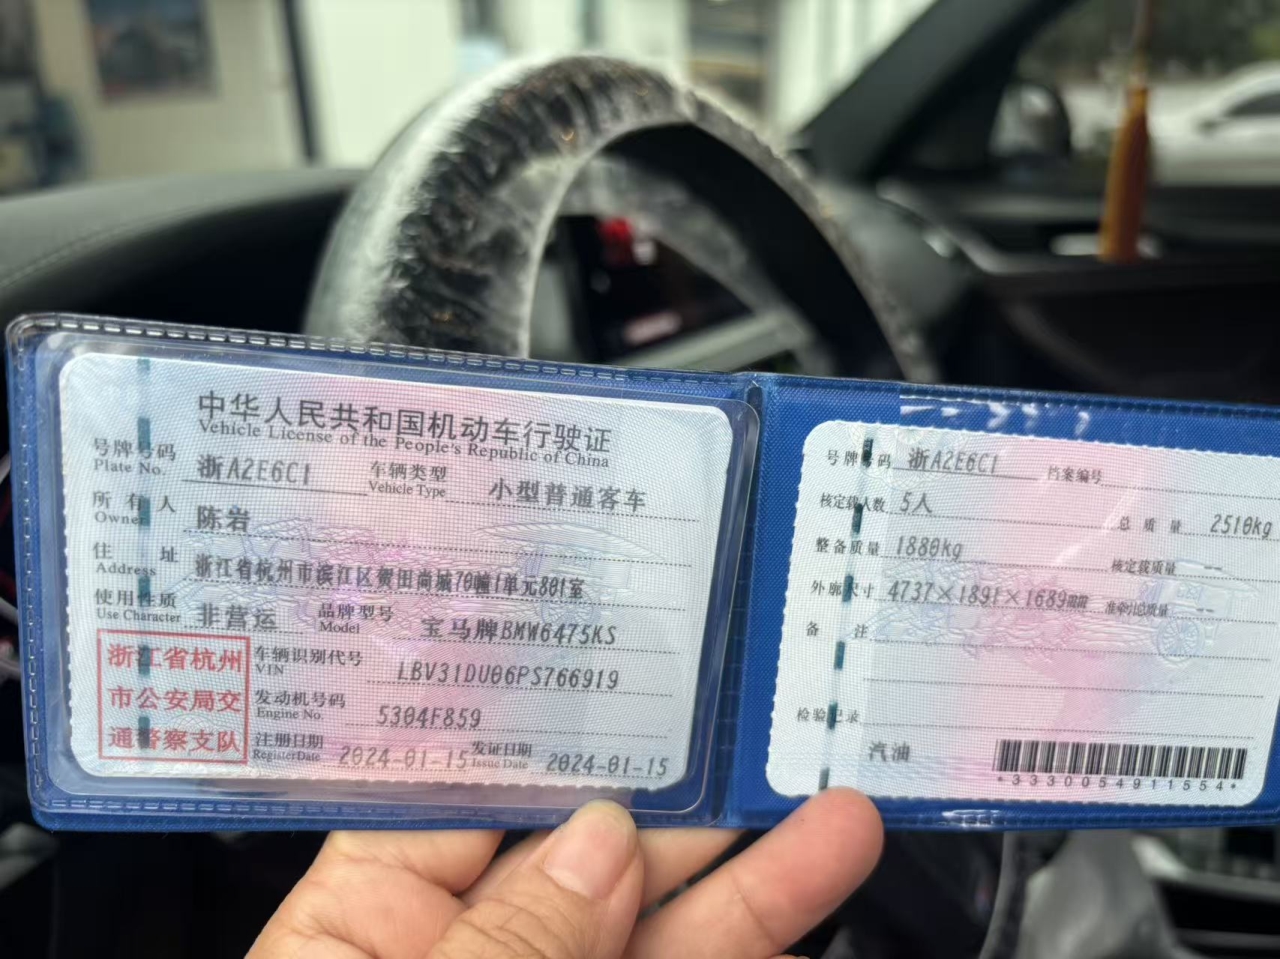 中华人民共和国机动车行驶证
Vehicle License of the People's Republic of China
号牌号码 浙A2E6C1 车辆类型 小型普通客车
Plate No. Vehicle Type
所有人 陈岩
Owner
住址 浙江省杭州市滨江区贺田尚城70幢1单元801室
Address
使用性质 非营运 品牌型号 宝马牌BMW6475KS
Use Character Model
浙江省杭州
市公安局交
通警察支队
车辆识别代号 LBV31DU06PS766919
VIN
发动机号码 5304F859
Engine No.
注册日期 2024-01-15 发证日期 2024-01-15
Register Date Issue Date
号牌号码 浙A2E6C1 档案编号
核定载人数 5人 总质量 2510kg
整备质量 1880kg 核定载质量 --
外廓尺寸 4737×1891×1689mm 准牵引总质量 --
备注
检验记录
汽油
*3330054911554*